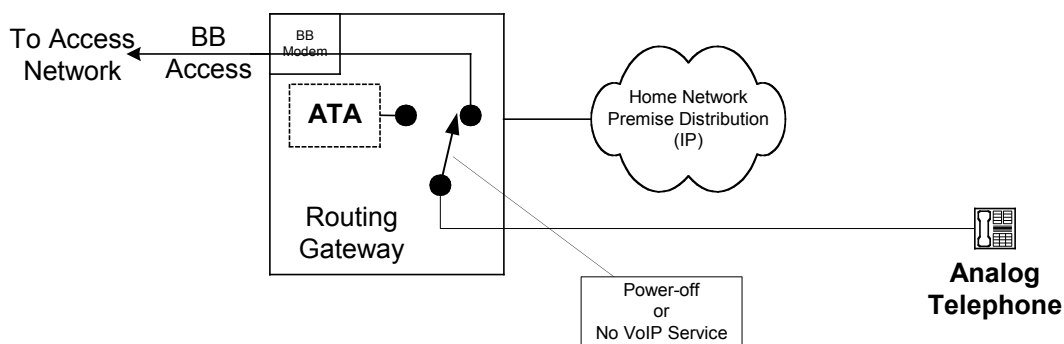 To Access
Network
BB
Access
BB
Modem
ATA
Routing
Gateway
Home Network
Premise Distribution
(IP)
Power-off
or
No VoIP Service
Analog
Telephone